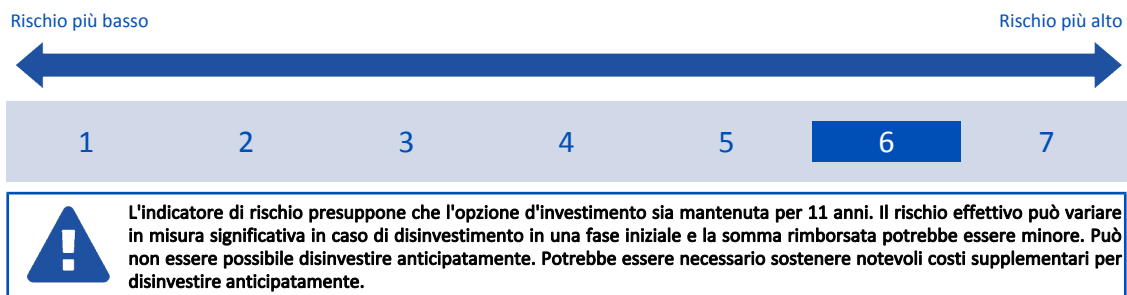 Rischio più basso Rischio più alto
1 2 3 4 5 6 7
L'indicatore di rischio presuppone che l'opzione d'investimento sia mantenuta per 11 anni. Il rischio effettivo può variare
in misura significativa in caso di disinvestimento in una fase iniziale e la somma rimborsata potrebbe essere minore. Può
non essere possibile disinvestire anticipatamente. Potrebbe essere necessario sostenere notevoli costi supplementari per
disinvestire anticipatamente.